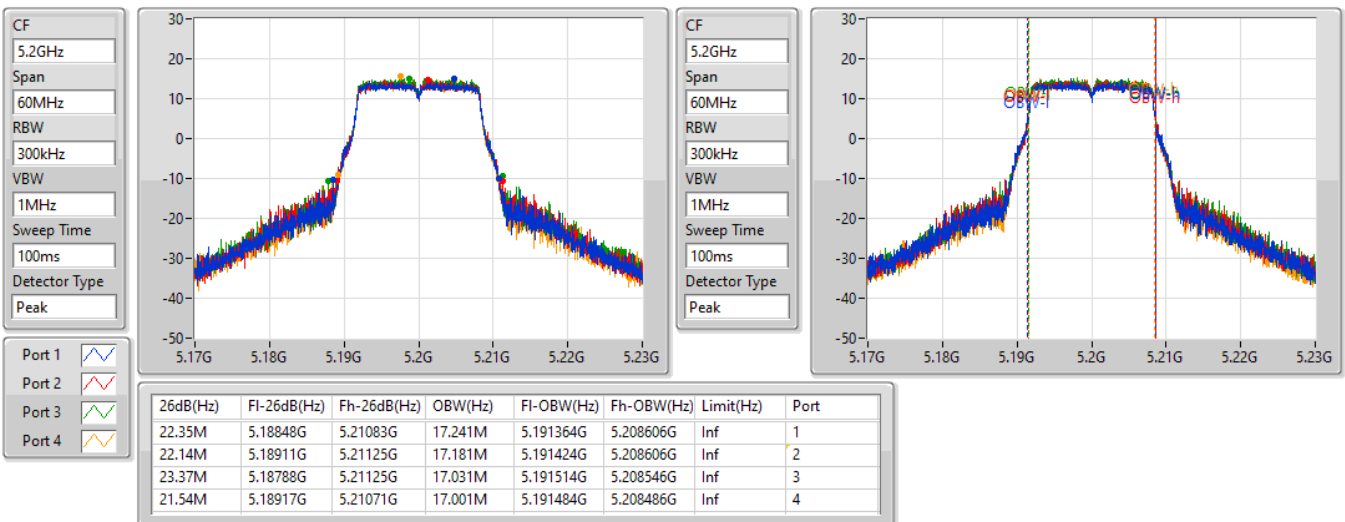 CF
5.2GHz
Span
60MHz
RBW
300kHz
VBW
1MHz
Sweep Time
100ms
Detector Type
Peak
30
20
10
0
-10
-20
-30
-40
-50
5.17G 5.18G 5.19G 5.2G 5.21G 5.22G 5.23G
CF
5.2GHz
Span
60MHz
RBW
300kHz
VBW
1MHz
Sweep Time
100ms
Detector Type
Peak
30
20
10
0
-10
-20
-30
-40
-50
OBW-l OBW-h
5.17G 5.18G 5.19G 5.2G 5.21G 5.22G 5.23G
Port 1
Port 2
Port 3
Port 4
26dB(Hz) Fl-26dB(Hz) Fh-26dB(Hz) OBW(Hz) Fl-OBW(Hz) Fh-OBW(Hz) Limit(Hz) Port
22.35M 5.18848G 5.21083G 17.241M 5.191364G 5.208606G Inf 1
22.14M 5.18911G 5.21125G 17.181M 5.191424G 5.208606G Inf 2
23.37M 5.18788G 5.21125G 17.031M 5.191514G 5.208546G Inf 3
21.54M 5.18917G 5.21071G 17.001M 5.191484G 5.208486G Inf 4